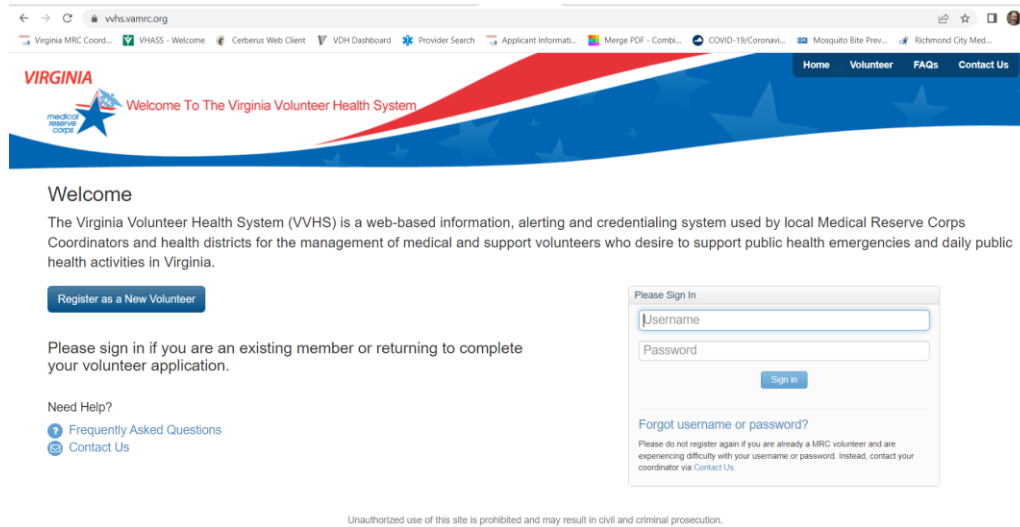 vvhs.vamrc.org
Virginia MRC Coord... VHASS - Welcome Cerberus Web Client VDH Dashboard Provider Search Applicant Informati... Merge PDF - Combi... COVID-19/Coronavi... Mosquito Bite Prev... Richmond City Med...
Home Volunteer FAQs Contact Us
VIRGINIA
medical
reserve
corps
Welcome To The Virginia Volunteer Health System
Welcome
The Virginia Volunteer Health System (VVHS) is a web-based information, alerting and credentialing system used by local Medical Reserve Corps
Coordinators and health districts for the management of medical and support volunteers who desire to support public health emergencies and daily public
health activities in Virginia.
Register as a New Volunteer
Please sign in if you are an existing member or returning to complete
your volunteer application.
Need Help?
Frequently Asked Questions
Contact Us
Please Sign In
Username
Password
Sign in
Forgot username or password?
Please do not register again if you are already a MRC volunteer and are
experiencing difficulty with your username or password. Instead, contact your
coordinator via Contact Us.
Unauthorized use of this site is prohibited and may result in civil and criminal prosecution.